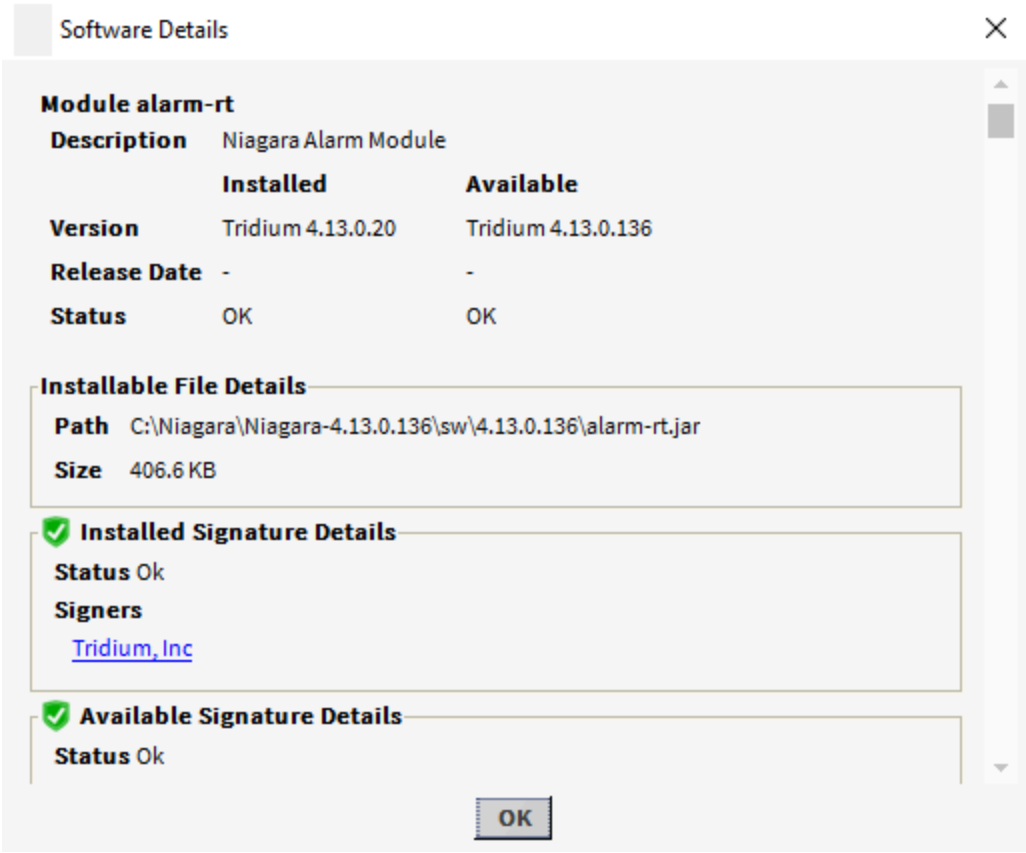 Software Details
Module alarm-rt
Description Niagara Alarm Module
Installed Available
Version Tridium 4.13.0.20 Tridium 4.13.0.136
Release Date - -
Status OK OK
Installable File Details
Path C:\Niagara\Niagara-4.13.0.136\sw\4.13.0.136\alarm-rt.jar
Size 406.6 KB
Installed Signature Details
Status Ok
Signers
Tridium, Inc
Available Signature Details
Status Ok
OK